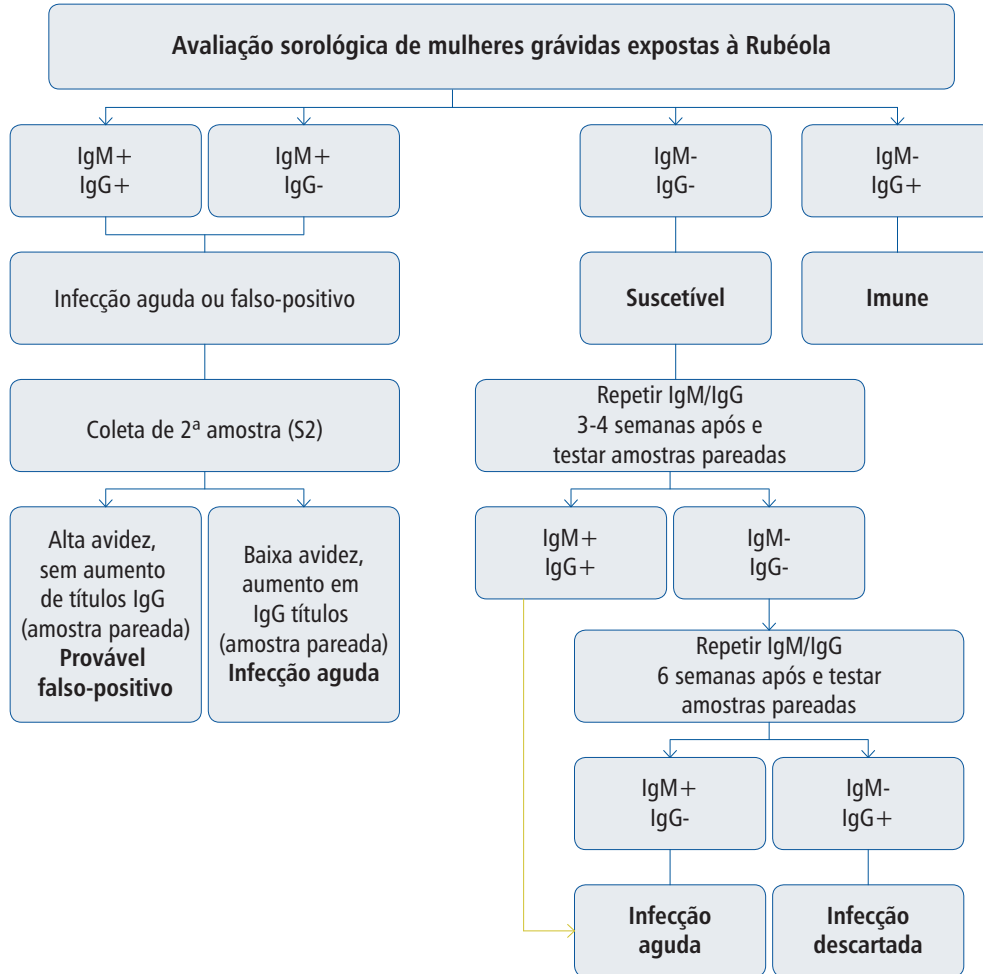 Avaliação sorológica de mulheres grávidas expostas à Rubéola
IgM+
IgG+
IgM+
IgG-
IgM-
IgG-
IgM-
IgG+
Infecção aguda ou falso-positivo
Suscetível
Imune
Coleta de 2ª amostra (S2)
Repetir IgM/IgG
3-4 semanas após e
testar amostras pareadas
Alta avidez,
sem aumento
de títulos IgG
(amostra pareada)
Provável
falso-positivo
Baixa avidez,
aumento em
IgG títulos
(amostra pareada)
Infecção aguda
IgM+
IgG+
IgM-
IgG-
Repetir IgM/IgG
6 semanas após e testar
amostras pareadas
IgM+
IgG-
IgM-
IgG+
Infecção
aguda
Infecção
descartada